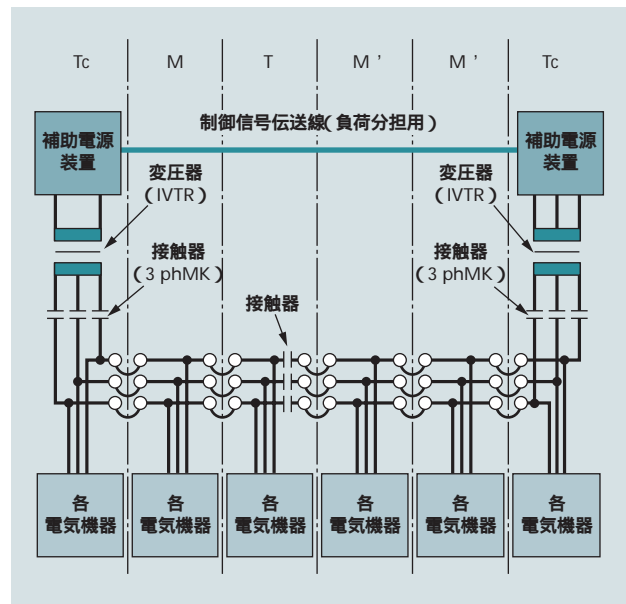 Tc
M
T
M '
M '
Tc
制御信号伝送線(負荷分担用)
補助電源
装置
補助電源
装置
変圧器
(IVTR)
変圧器
(IVTR)
接触器
(3 phMK)
接触器
(3 phMK)
接触器
各
電気機器
各
電気機器
各
電気機器
各
電気機器
各
電気機器
各
電気機器